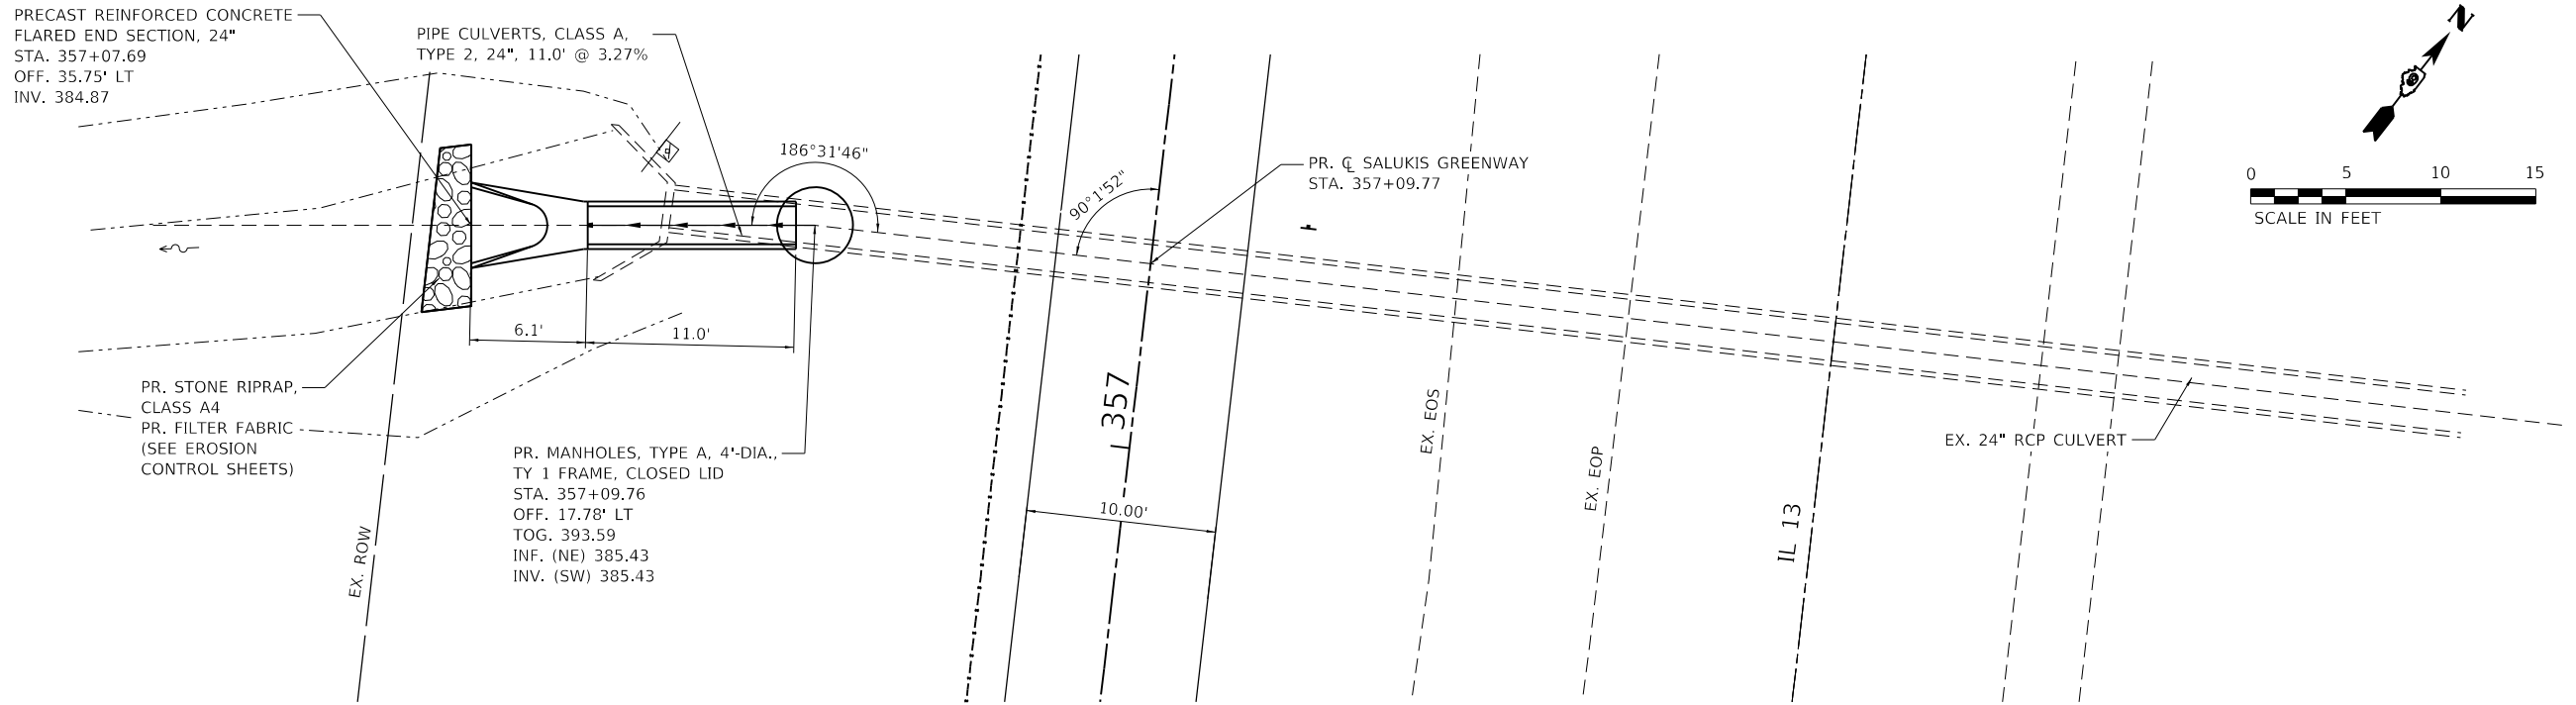 PRECAST REINFORCED CONCRETE
FLARED END SECTION, 24"
STA. 357+07.69
OFF. 35.75' LT
INV. 384.87
PIPE CULVERTS, CLASS A,
TYPE 2, 24", 11.0' @ 3.27%
186°31'46"
90°1'52"
PR. ℄ SALUKIS GREENWAY
STA. 357+09.77
N
0 5 10 15
SCALE IN FEET
6.1'
11.0'
PR. STONE RIPRAP,
CLASS A4
PR. FILTER FABRIC
(SEE EROSION
CONTROL SHEETS)
PR. MANHOLES, TYPE A, 4'-DIA.,
TY 1 FRAME, CLOSED LID
STA. 357+09.76
OFF. 17.78' LT
TOG. 393.59
INF. (NE) 385.43
INV. (SW) 385.43
EX. ROW
357
10.00'
EX. EOS
EX. EOP
IL 13
EX. 24" RCP CULVERT